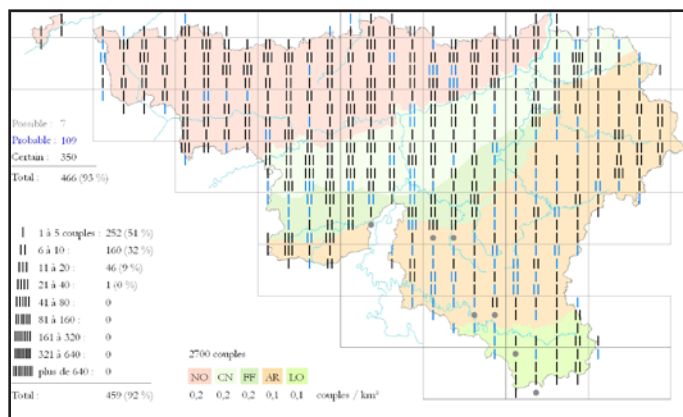 Possible : 7
Probable : 109
Certain : 350
Total : 466 (93 %)
1 à 5 couples : 252 (51 %)
6 à 10 : 160 (32 %)
11 à 20 : 46 (9 %)
21 à 40 : 1 (0 %)
41 à 80 : 0
81 à 160 : 0
161 à 320 : 0
321 à 640 : 0
plus de 640 : 0
Total : 459 (92 %)
2700 couples
NO CN FF AR LO
0,2 0,2 0,2 0,1 0,1 couples / km²